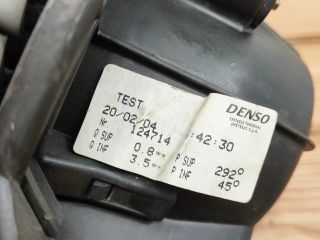 TEST
DENSO
DENSO THERMAL
SYSTEMS S.p.A.
20/02/04 :42:30
Nr. 124714
Q SUP 0.8 P SUP 292°
Q INF 3.5 P INF 45°